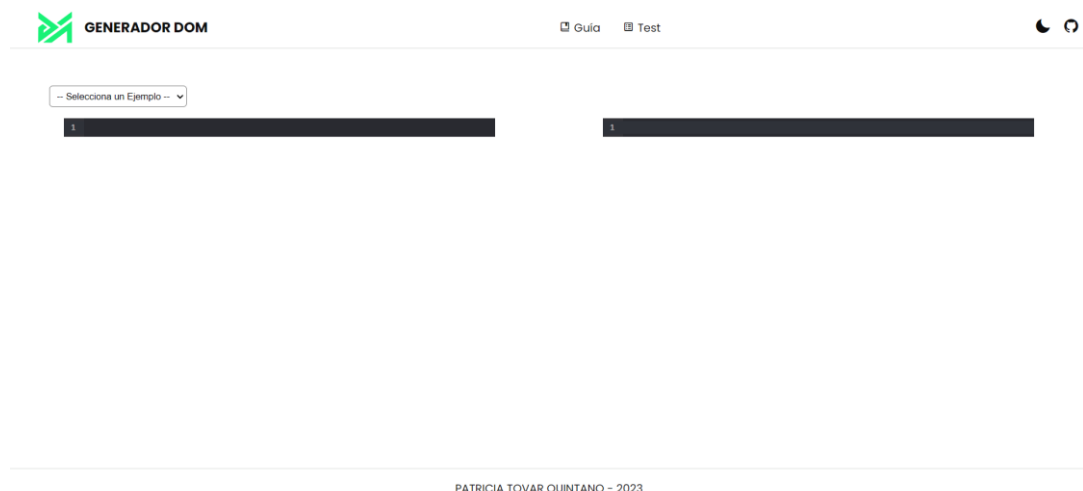 GENERADOR DOM
Guía Test
-- Selecciona un Ejemplo --
1 1
PATRICIA TOVAR QUINTANO - 2023